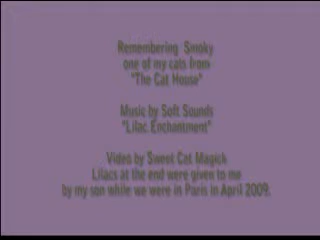 Remembering Smoky
one of my cats from
"The Cat House"
Music by Soft Sounds
"Lilac Enchantment"
Video by Sweet Cat Magick
Lilacs at the end were given to me
by my son while we were in Paris in April 2009.